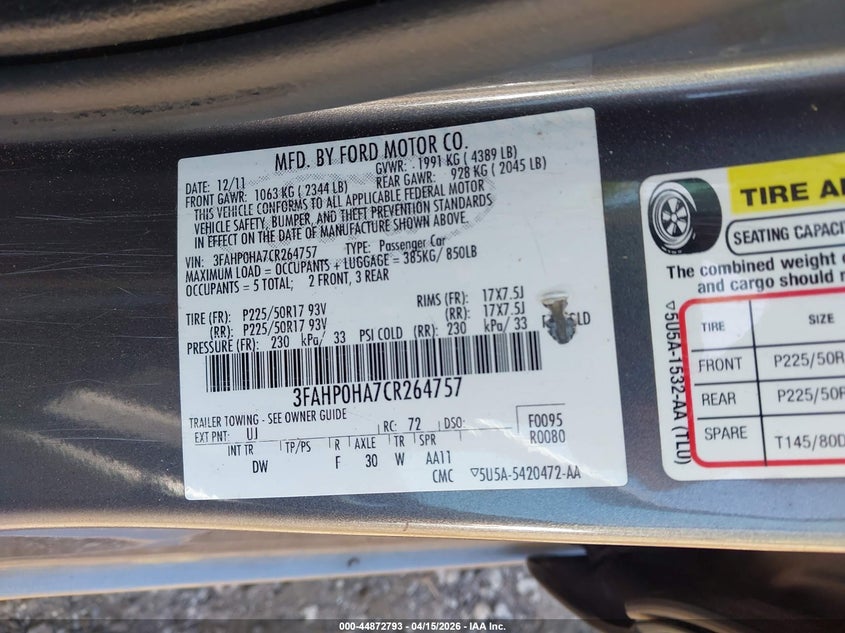 MFD. BY FORD MOTOR CO.
DATE: 12/11 GVWR: 1991 KG ( 4389 LB)
FRONT GAWR: 1063 KG ( 2344 LB) REAR GAWR: 928 KG ( 2045 LB)
THIS VEHICLE CONFORMS TO ALL APPLICABLE FEDERAL MOTOR
VEHICLE SAFETY, BUMPER, AND THEFT PREVENTION STANDARDS
IN EFFECT ON THE DATE OF MANUFACTURE SHOWN ABOVE.
VIN: 3FAHP0HA7CR264757 TYPE: Passenger Car
MAXIMUM LOAD = OCCUPANTS + LUGGAGE = 385KG/ 850LB
OCCUPANTS = 5 TOTAL; 2 FRONT, 3 REAR
TIRE (FR): P225/50R17 93V RIMS (FR): 17X7.5J
(RR): P225/50R17 93V (RR): 17X7.5J
PRESSURE (FR): 230 kPa/ 33 PSI COLD (RR): 230 kPa/ 33
3FAHP0HA7CR264757
TRAILER TOWING - SEE OWNER GUIDE
EXT PNT: UJ RC: 72 DSO: F0095
INT TR TP/PS R AXLE TR SPR R0080
DW F 30 W AA11
CMC ▽5U5A-5420472-AA
TIRE A
SEATING CAPACI
The combined weight
and cargo should
TIRE SIZE
FRONT P225/50R
REAR P225/50R
SPARE T145/80D
▽5U5A-1532-AA (TL0)
000-44872793 - 04/15/2026 - IAA Inc.